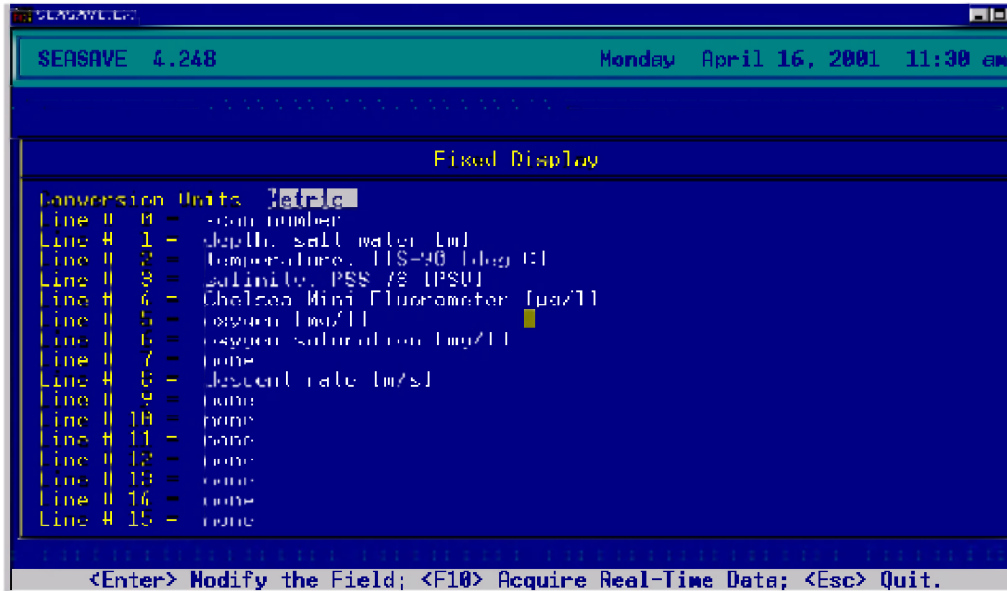 SEASAVE.EXE
SEASAVE 4.248 Monday April 16, 2001 11:30 am
Fixed Display
Conversion Units Metric
Line # 0 = scan number
Line # 1 = depth, salt water [m]
Line # 2 = temperature, ITS-90 [deg C]
Line # 3 = salinity, PSS-78 [PSU]
Line # 4 = Chelsea Mini Fluorometer [µg/l]
Line # 5 = oxygen [mg/l]
Line # 6 = oxygen saturation [mg/l]
Line # 7 = none
Line # 8 = descent rate [m/s]
Line # 9 = none
Line # 10 = none
Line # 11 = none
Line # 12 = none
Line # 13 = none
Line # 14 = none
Line # 15 = none
<Enter> Modify the Field; <F10> Acquire Real-Time Data; <Esc> Quit.